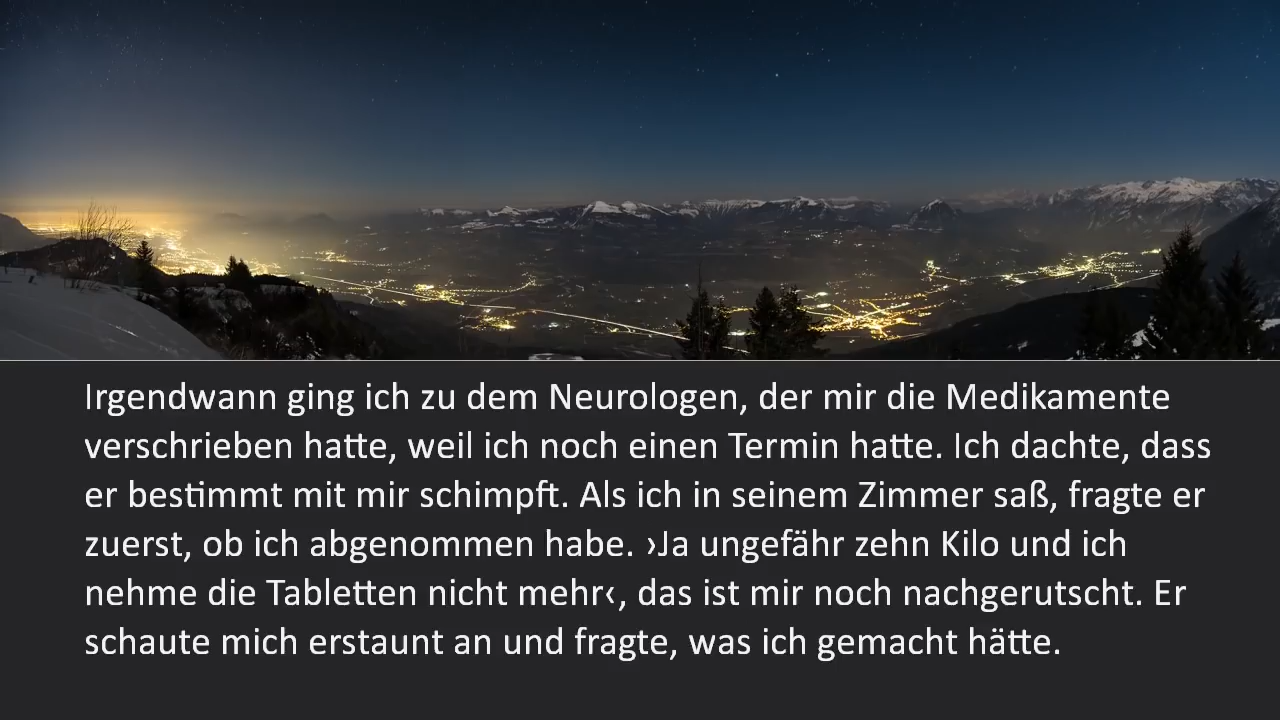 Irgendwann ging ich zu dem Neurologen, der mir die Medikamente
verschrieben hatte, weil ich noch einen Termin hatte. Ich dachte, dass
er bestimmt mit mir schimpft. Als ich in seinem Zimmer saß, fragte er
zuerst, ob ich abgenommen habe. ›Ja ungefähr zehn Kilo und ich
nehme die Tabletten nicht mehr‹, das ist mir noch nachgerutscht. Er
schaute mich erstaunt an und fragte, was ich gemacht hätte.